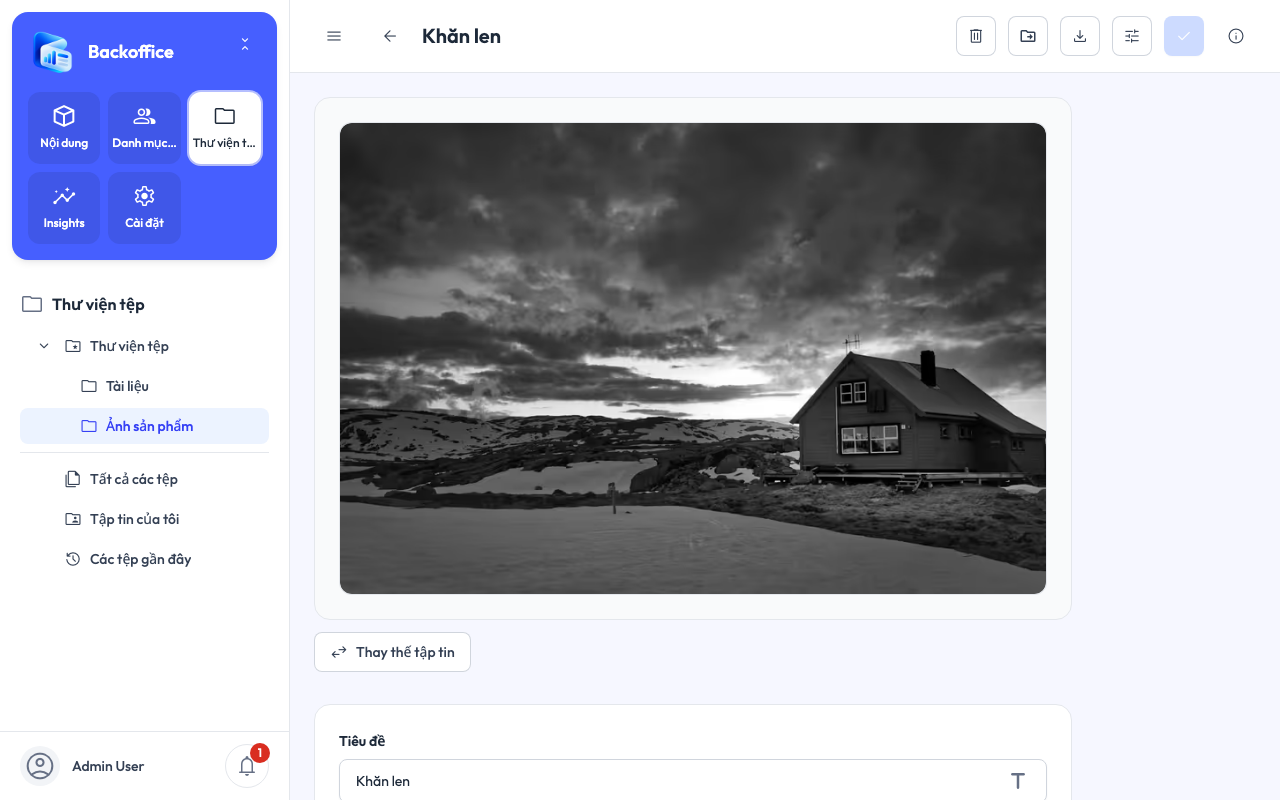 Backoffice
Nội dung
Danh mục...
Thư viện t...
Insights
Cài đặt
Thư viện tệp
Thư viện tệp
Tài liệu
Ảnh sản phẩm
Tất cả các tệp
Tập tin của tôi
Các tệp gần đây
Admin User
1
Khăn len
Thay thế tập tin
Tiêu đề
Khăn len